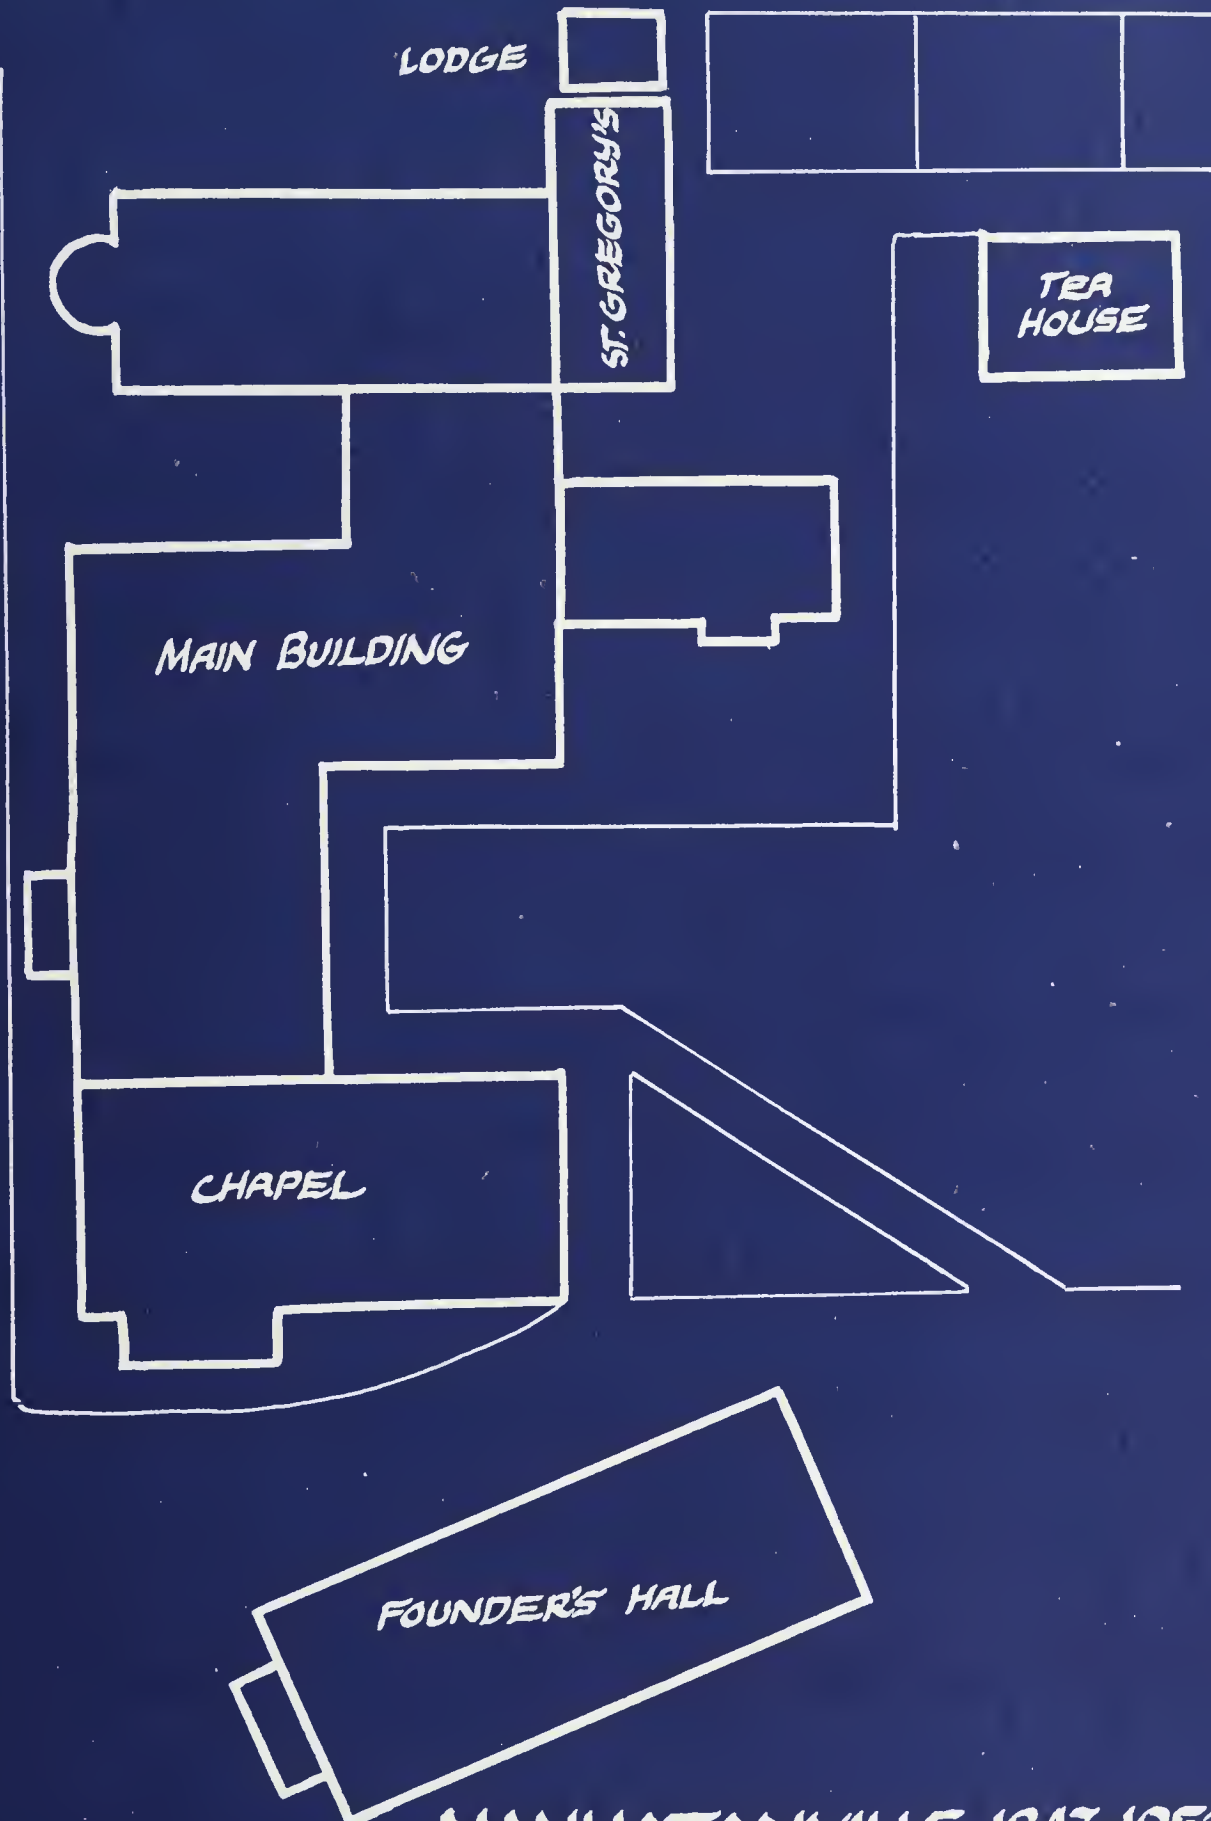 LODGE
ST. GREGORY'S
TEA
HOUSE
MAIN BUILDING
CHAPEL
FOUNDER'S HALL